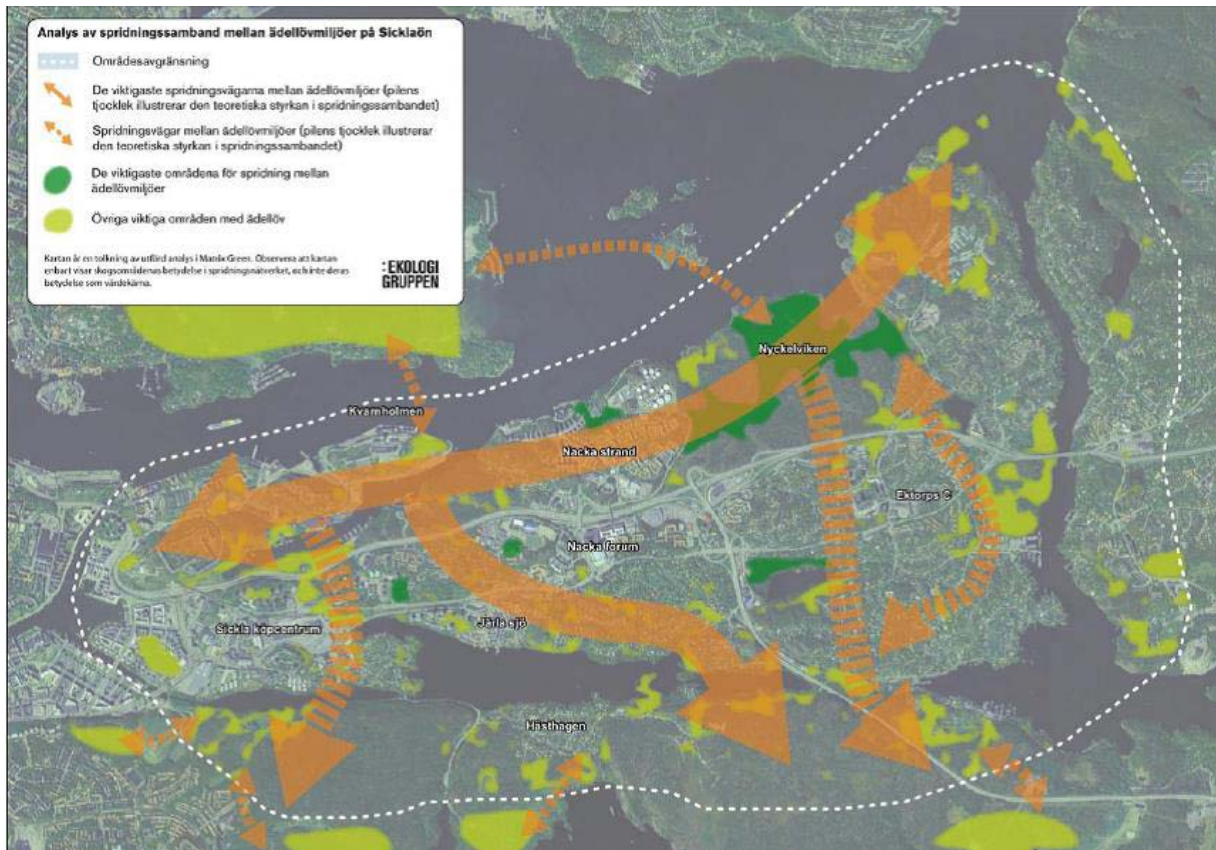 Analys av spridningssamband mellan ädellövmiljöer på Sicklaön
Områdesavgränsning
De viktigaste spridningsvägarna mellan ädellövmiljöer (pilens
tjocklek illustrerar den teoretiska styrkan i spridningssambandet)
Spridningsvägar mellan ädellövmiljöer (pilens tjocklek illustrerar
den teoretiska styrkan i spridningssambandet)
De viktigaste områdena för spridning mellan
ädellövmiljöer
Övriga viktiga områden med ädellöv
Kartan är en tolkning av utförd analys i Matrix Green. Observera att kartan
enbart visar skogsområdenas betydelse i spridningsnätverket, och inte deras
betydelse som värdekärna.
:EKOLOGI
GRUPPEN
Nyckelviken
Kvarnholmen
Nacka strand
Ektorps C
Nacka forum
Järla sjö
Sickla köpcentrum
Hästhagen